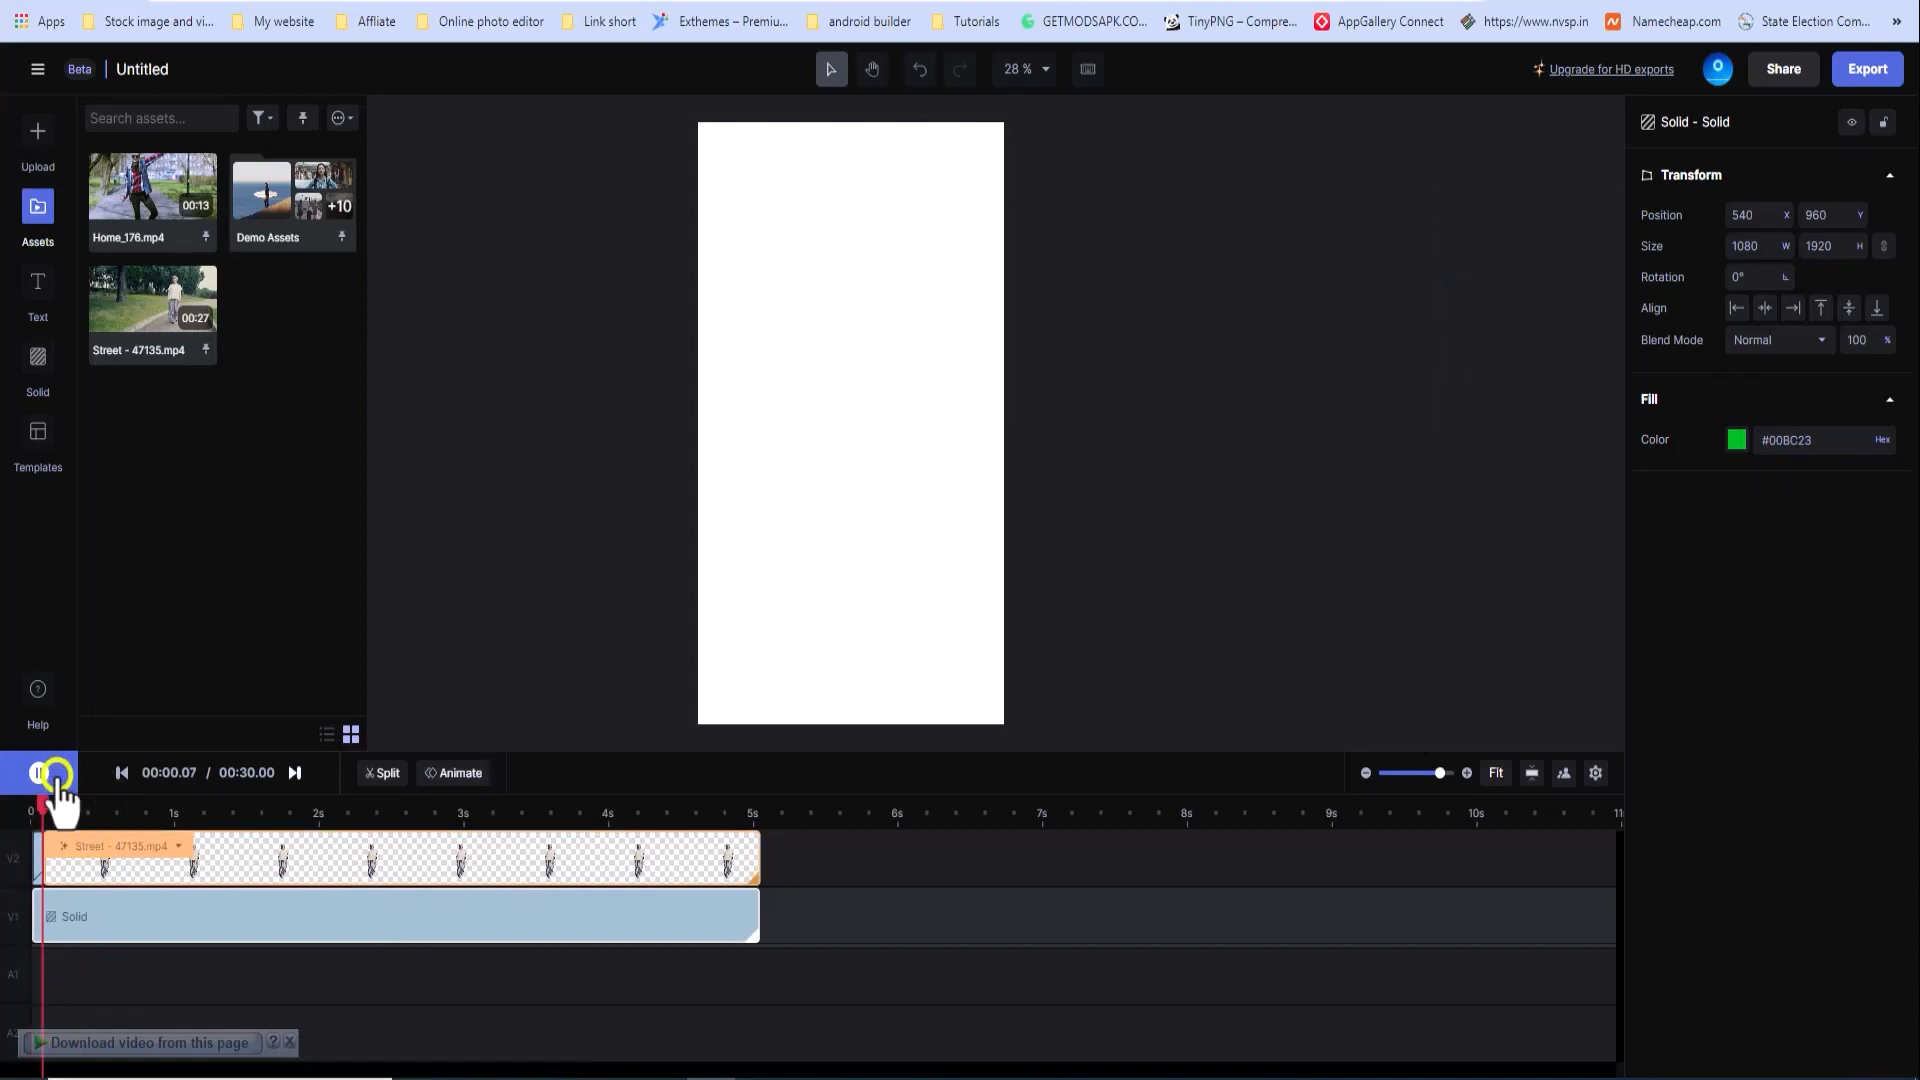 Apps
Stock image and vi...
My website
Affliate
Online photo editor
Link short
Exthemes – Premiu...
android builder
Tutorials
GETMODSAPK.CO...
TinyPNG – Compre...
AppGallery Connect
https://www.nvsp.in
Namecheap.com
State Election Com...
»
Beta
Untitled
28 %
Upgrade for HD exports
Share
Export
Upload
Assets
Text
Solid
Templates
Help
Search assets...
00:13
Home_176.mp4
+10
Demo Assets
00:27
Street - 47135.mp4
Solid - Solid
Transform
Position 540 X 960 Y
Size 1080 W 1920 H
Rotation 0°
Align
Blend Mode Normal 100 %
Fill
Color #00BC23 Hex
00:00.07 / 00:30.00
Split
Animate
Fit
0 1s 2s 3s 4s 5s 6s 7s 8s 9s 10s 11
V2
Street - 47135.mp4
V1
Solid
A1
A2
Download video from this page ? X